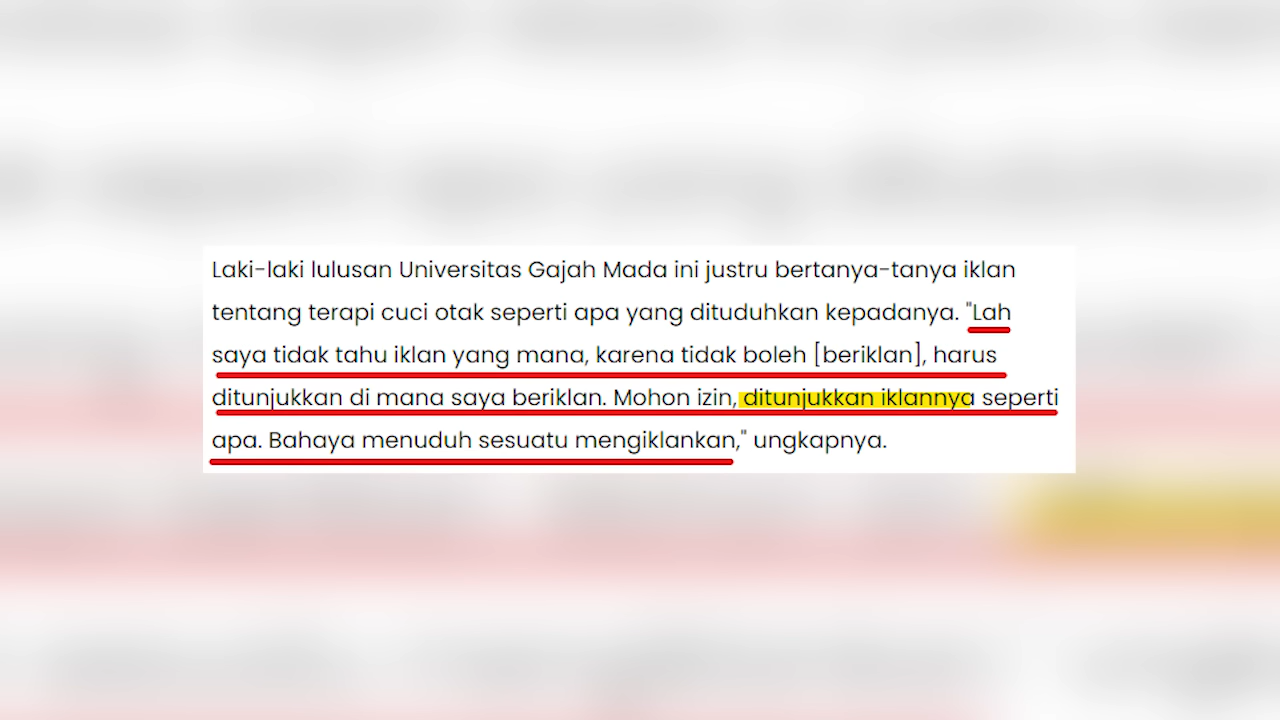 Laki-laki lulusan Universitas Gajah Mada ini justru bertanya-tanya iklan
tentang terapi cuci otak seperti apa yang dituduhkan kepadanya. "Lah
saya tidak tahu iklan yang mana, karena tidak boleh [beriklan], harus
ditunjukkan di mana saya beriklan. Mohon izin, ditunjukkan iklannya seperti
apa. Bahaya menuduh sesuatu mengiklankan," ungkapnya.